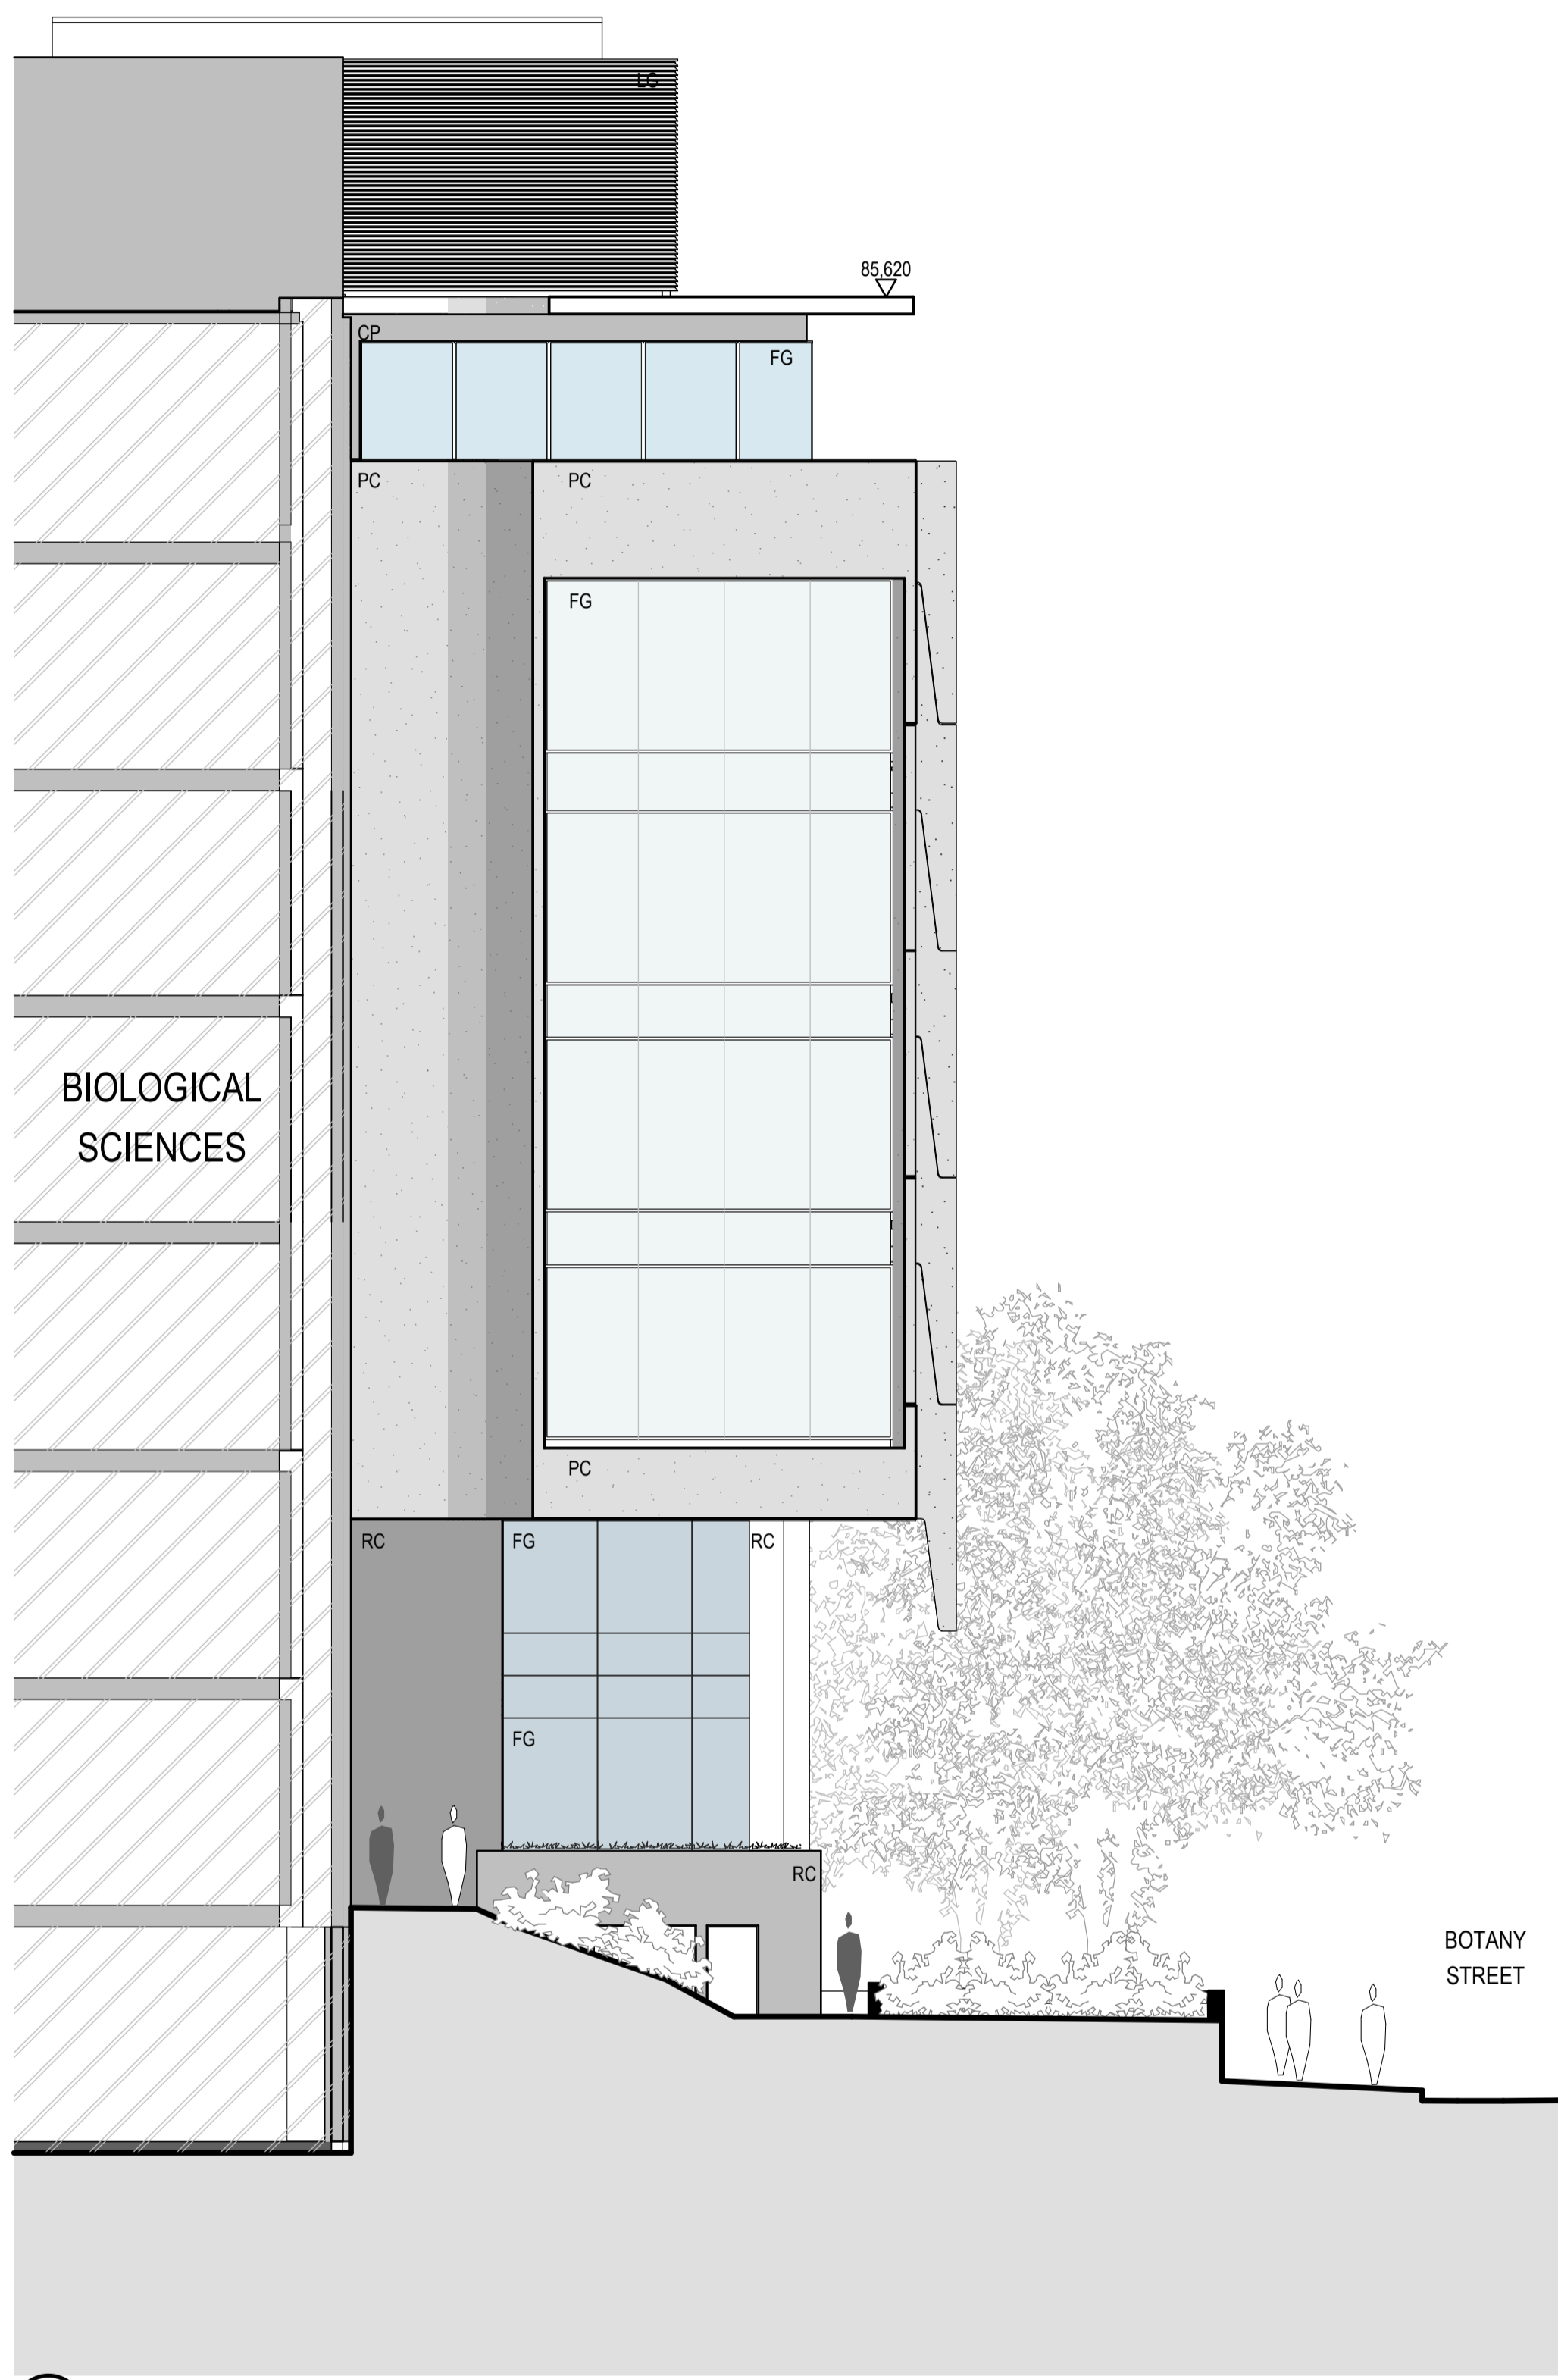 LG
85,620
CP
FG
PC
PC
FG
BIOLOGICAL
SCIENCES
PC
RC
FG
RC
FG
RC
BOTANY
STREET